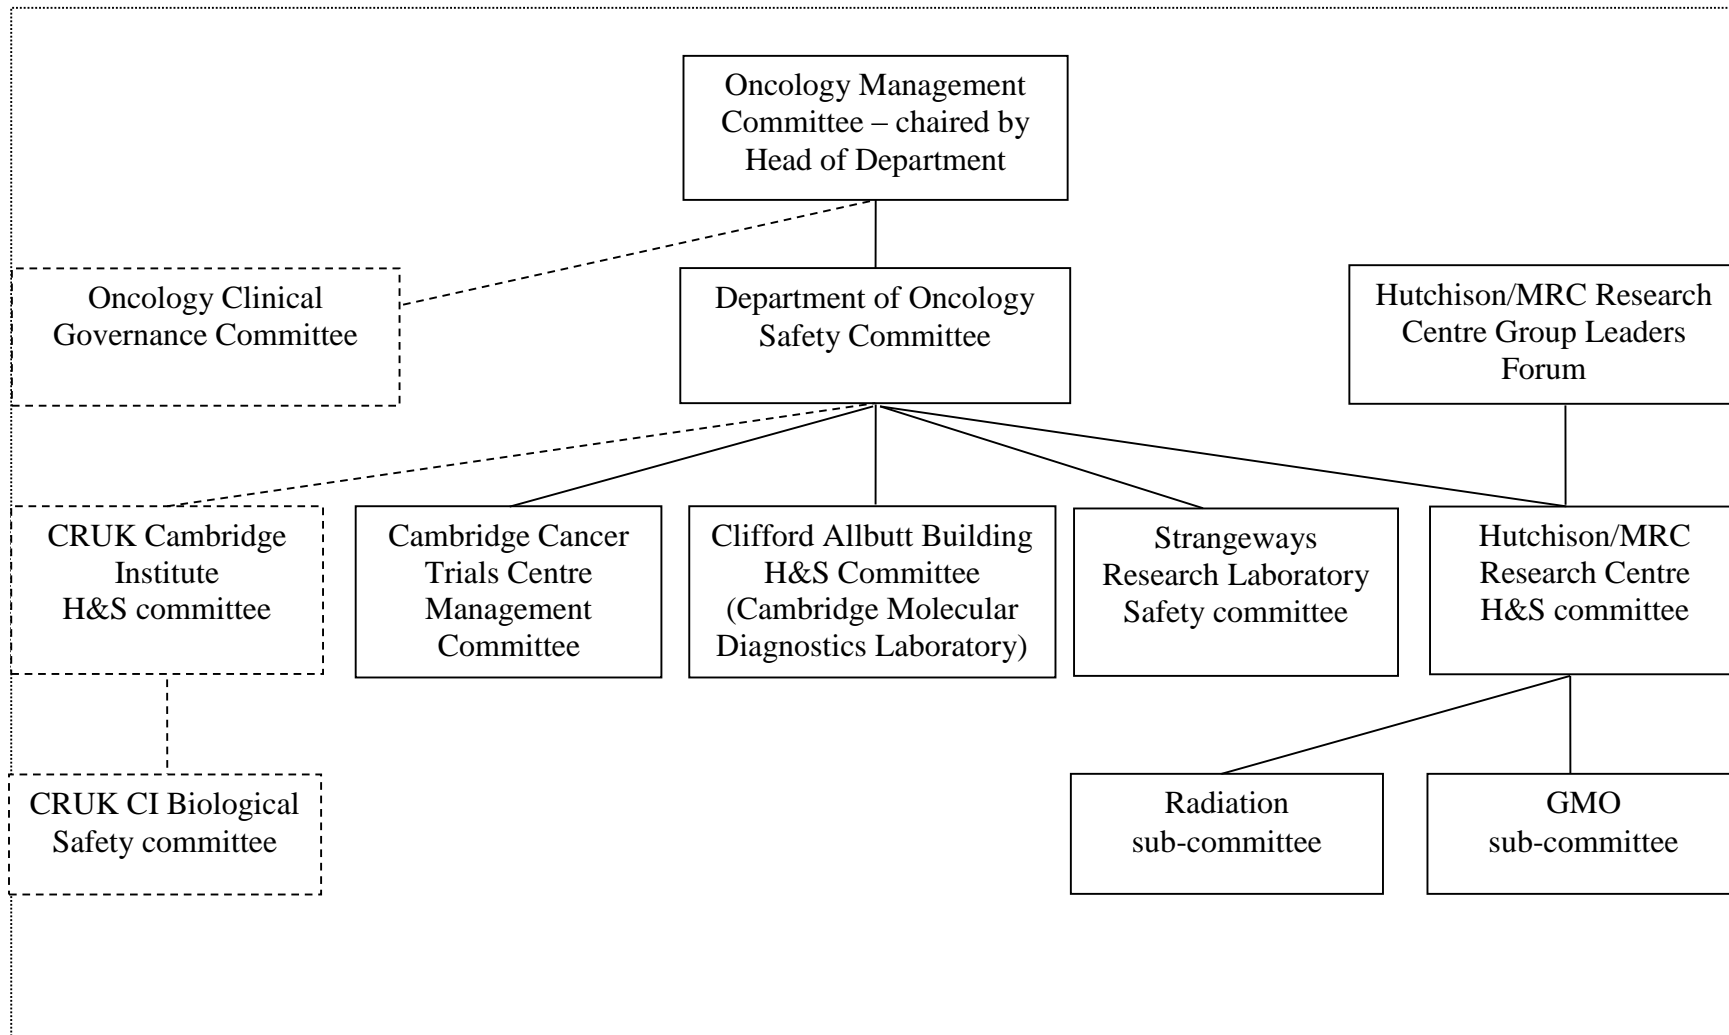 Oncology Management
Committee – chaired by
Head of Department
Oncology Clinical
Governance Committee
Department of Oncology
Safety Committee
Hutchison/MRC Research
Centre Group Leaders
Forum
CRUK Cambridge
Institute
H&S committee
Cambridge Cancer
Trials Centre
Management
Committee
Clifford Allbutt Building
H&S Committee
(Cambridge Molecular
Diagnostics Laboratory)
Strangeways
Research Laboratory
Safety committee
Hutchison/MRC
Research Centre
H&S committee
CRUK CI Biological
Safety committee
Radiation
sub-committee
GMO
sub-committee